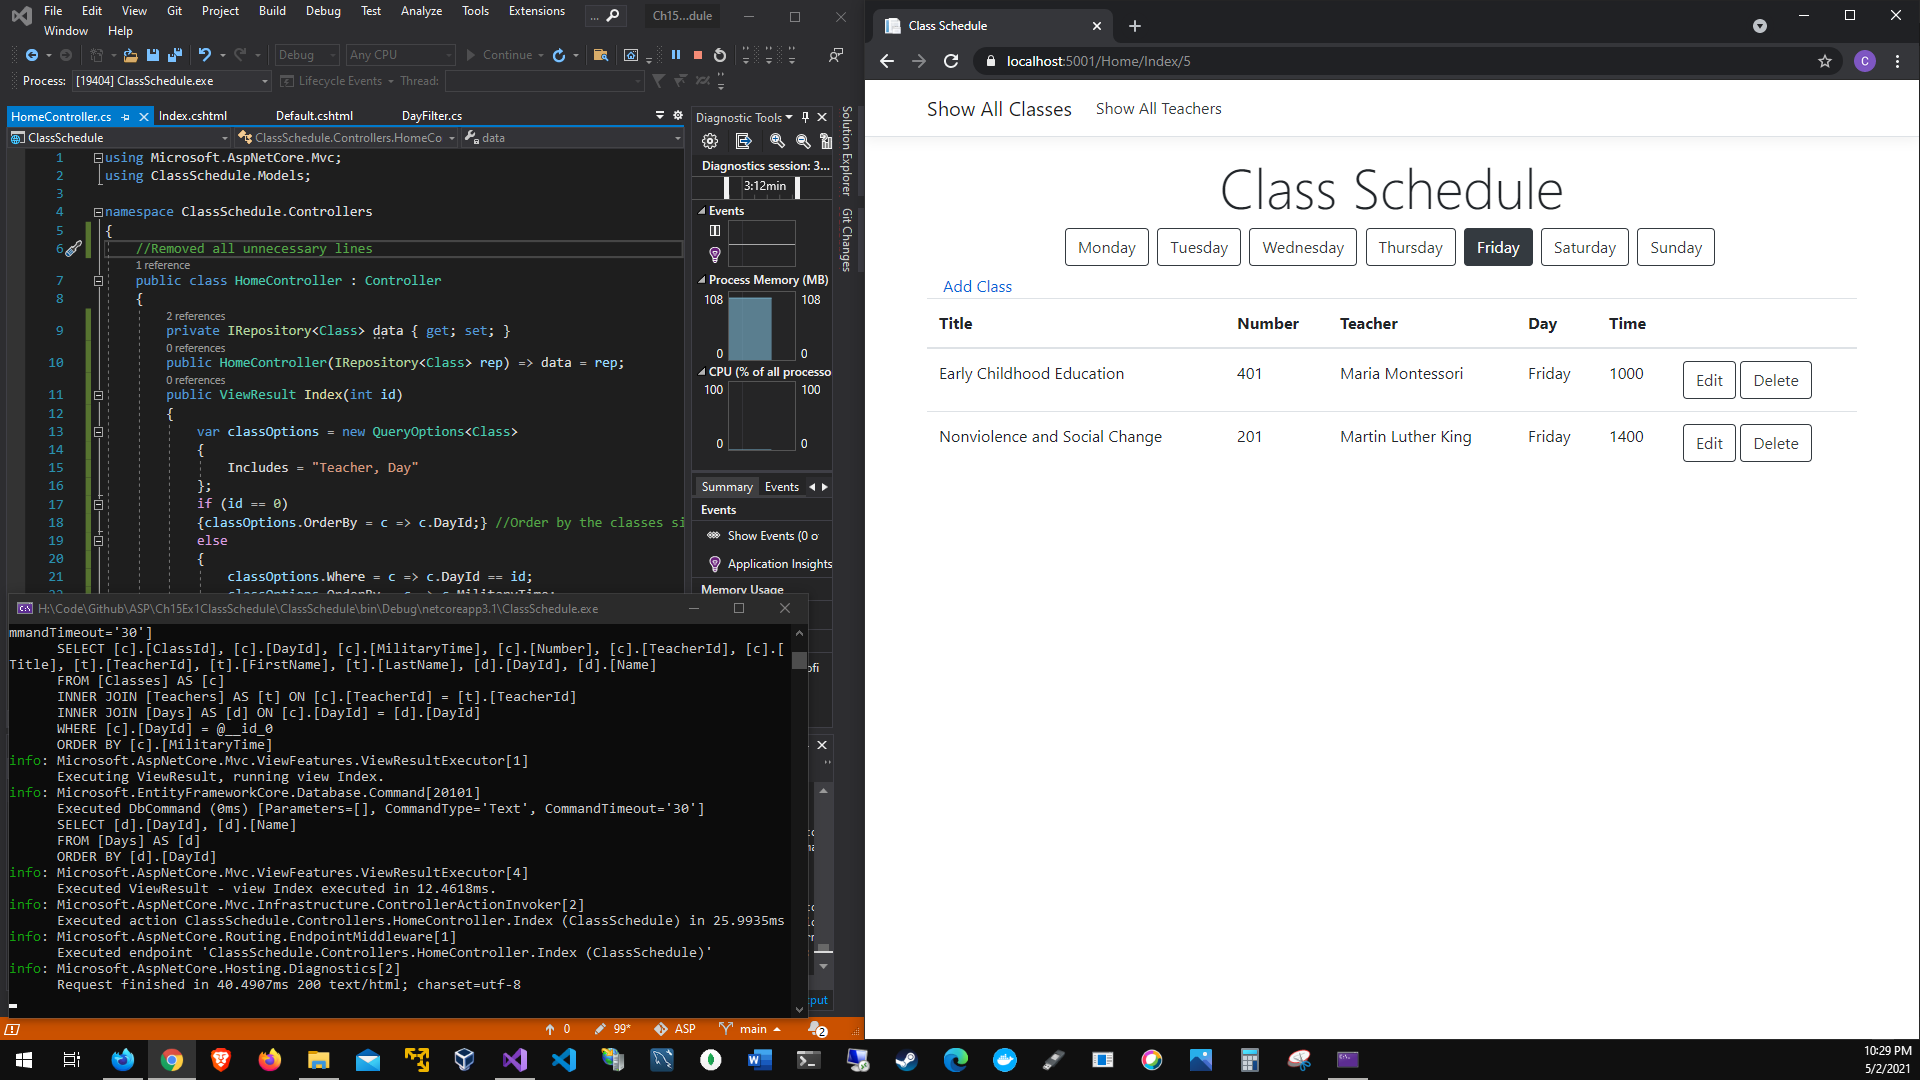 File Edit View Git Project Build Debug Test Analyze Tools Extensions ... Ch15...dule
Window Help
Debug Any CPU Continue
Process: [19404] ClassSchedule.exe Lifecycle Events Thread:
HomeController.cs Index.cshtml Default.cshtml DayFilter.cs
ClassSchedule ClassSchedule.Controllers.HomeCo data
1 using Microsoft.AspNetCore.Mvc;
2 using ClassSchedule.Models;
3
4 namespace ClassSchedule.Controllers
5 {
6 //Removed all unnecessary lines
1 reference
7 public class HomeController : Controller
8 {
2 references
9 private IRepository<Class> data { get; set; }
0 references
10 public HomeController(IRepository<Class> rep) => data = rep;
0 references
11 public ViewResult Index(int id)
12 {
13 var classOptions = new QueryOptions<Class>
14 {
15 Includes = "Teacher, Day"
16 };
17 if (id == 0)
18 {classOptions.OrderBy = c => c.DayId;} //Order by the classes si
19 else
20 {
21 classOptions.Where = c => c.DayId == id;
Diagnostic Tools
Diagnostics session: 3...
3:12min
Events
Process Memory (MB)
108 108
0 0
CPU (% of all processo
100 100
0 0
Summary Events
Events
Show Events (0 o
Application Insights
Memory Usage
Solution Explorer
Git Changes
H:\Code\Github\ASP\Ch15Ex1ClassSchedule\ClassSchedule\bin\Debug\netcoreapp3.1\ClassSchedule.exe
mmandTimeout='30']
SELECT [c].[ClassId], [c].[DayId], [c].[MilitaryTime], [c].[Number], [c].[TeacherId], [c].[
Title], [t].[TeacherId], [t].[FirstName], [t].[LastName], [d].[DayId], [d].[Name]
FROM [Classes] AS [c]
INNER JOIN [Teachers] AS [t] ON [c].[TeacherId] = [t].[TeacherId]
INNER JOIN [Days] AS [d] ON [c].[DayId] = [d].[DayId]
WHERE [c].[DayId] = @__id_0
ORDER BY [c].[MilitaryTime]
info: Microsoft.AspNetCore.Mvc.ViewFeatures.ViewResultExecutor[1]
Executing ViewResult, running view Index.
info: Microsoft.EntityFrameworkCore.Database.Command[20101]
Executed DbCommand (0ms) [Parameters=[], CommandType='Text', CommandTimeout='30']
SELECT [d].[DayId], [d].[Name]
FROM [Days] AS [d]
ORDER BY [d].[DayId]
info: Microsoft.AspNetCore.Mvc.ViewFeatures.ViewResultExecutor[4]
Executed ViewResult - view Index executed in 12.4618ms.
info: Microsoft.AspNetCore.Mvc.Infrastructure.ControllerActionInvoker[2]
Executed action ClassSchedule.Controllers.HomeController.Index (ClassSchedule) in 25.9935ms
info: Microsoft.AspNetCore.Routing.EndpointMiddleware[1]
Executed endpoint 'ClassSchedule.Controllers.HomeController.Index (ClassSchedule)'
info: Microsoft.AspNetCore.Hosting.Diagnostics[2]
Request finished in 40.4907ms 200 text/html; charset=utf-8
0 99* ASP main 2
Class Schedule
localhost:5001/Home/Index/5 C
Show All Classes Show All Teachers
Class Schedule
Monday Tuesday Wednesday Thursday Friday Saturday Sunday
Add Class
Title Number Teacher Day Time
Early Childhood Education 401 Maria Montessori Friday 1000 Edit Delete
Nonviolence and Social Change 201 Martin Luther King Friday 1400 Edit Delete
10:29 PM
5/2/2021